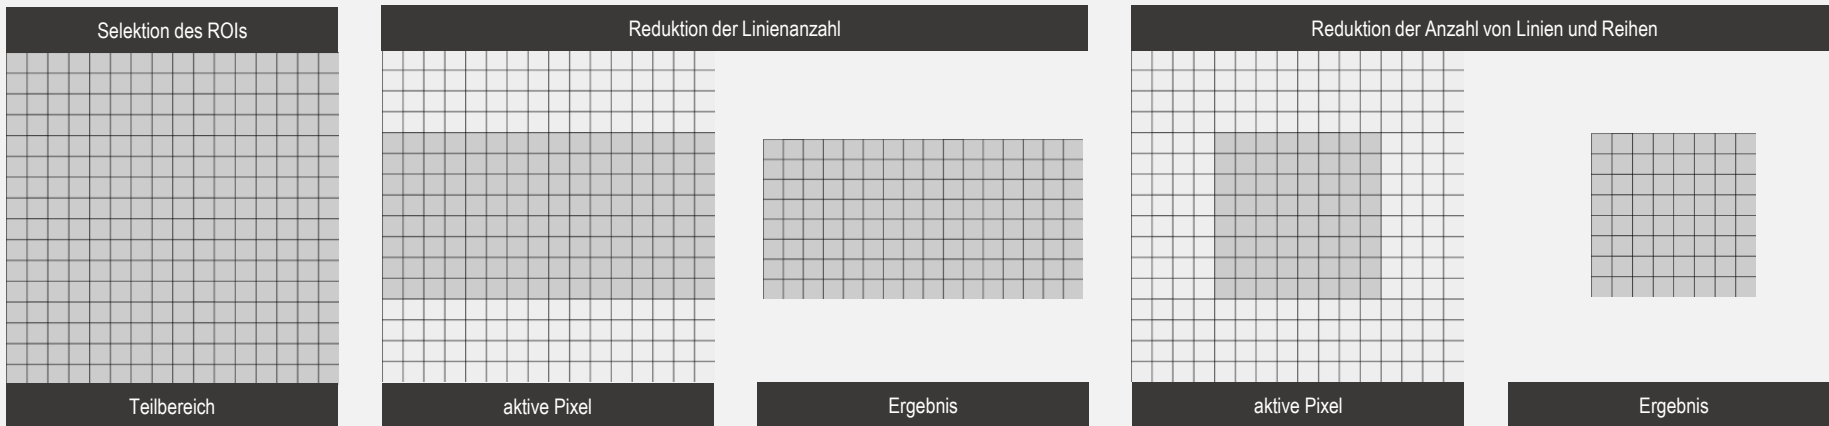 Selektion des ROIs
Reduktion der Linienanzahl
Reduktion der Anzahl von Linien und Reihen
Teilbereich
aktive Pixel
Ergebnis
aktive Pixel
Ergebnis